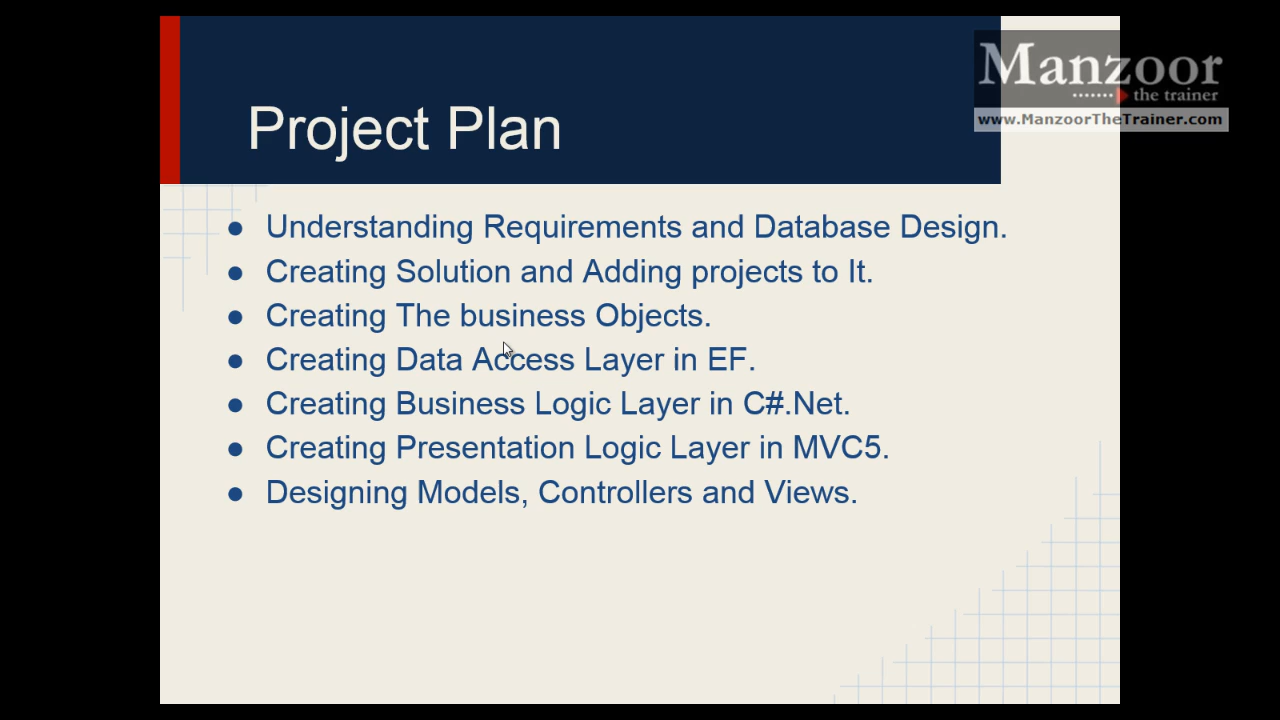 Manzoor
the trainer
www.ManzoorTheTrainer.com
Project Plan
● Understanding Requirements and Database Design.
● Creating Solution and Adding projects to It.
● Creating The business Objects.
● Creating Data Access Layer in EF.
● Creating Business Logic Layer in C#.Net.
● Creating Presentation Logic Layer in MVC5.
● Designing Models, Controllers and Views.